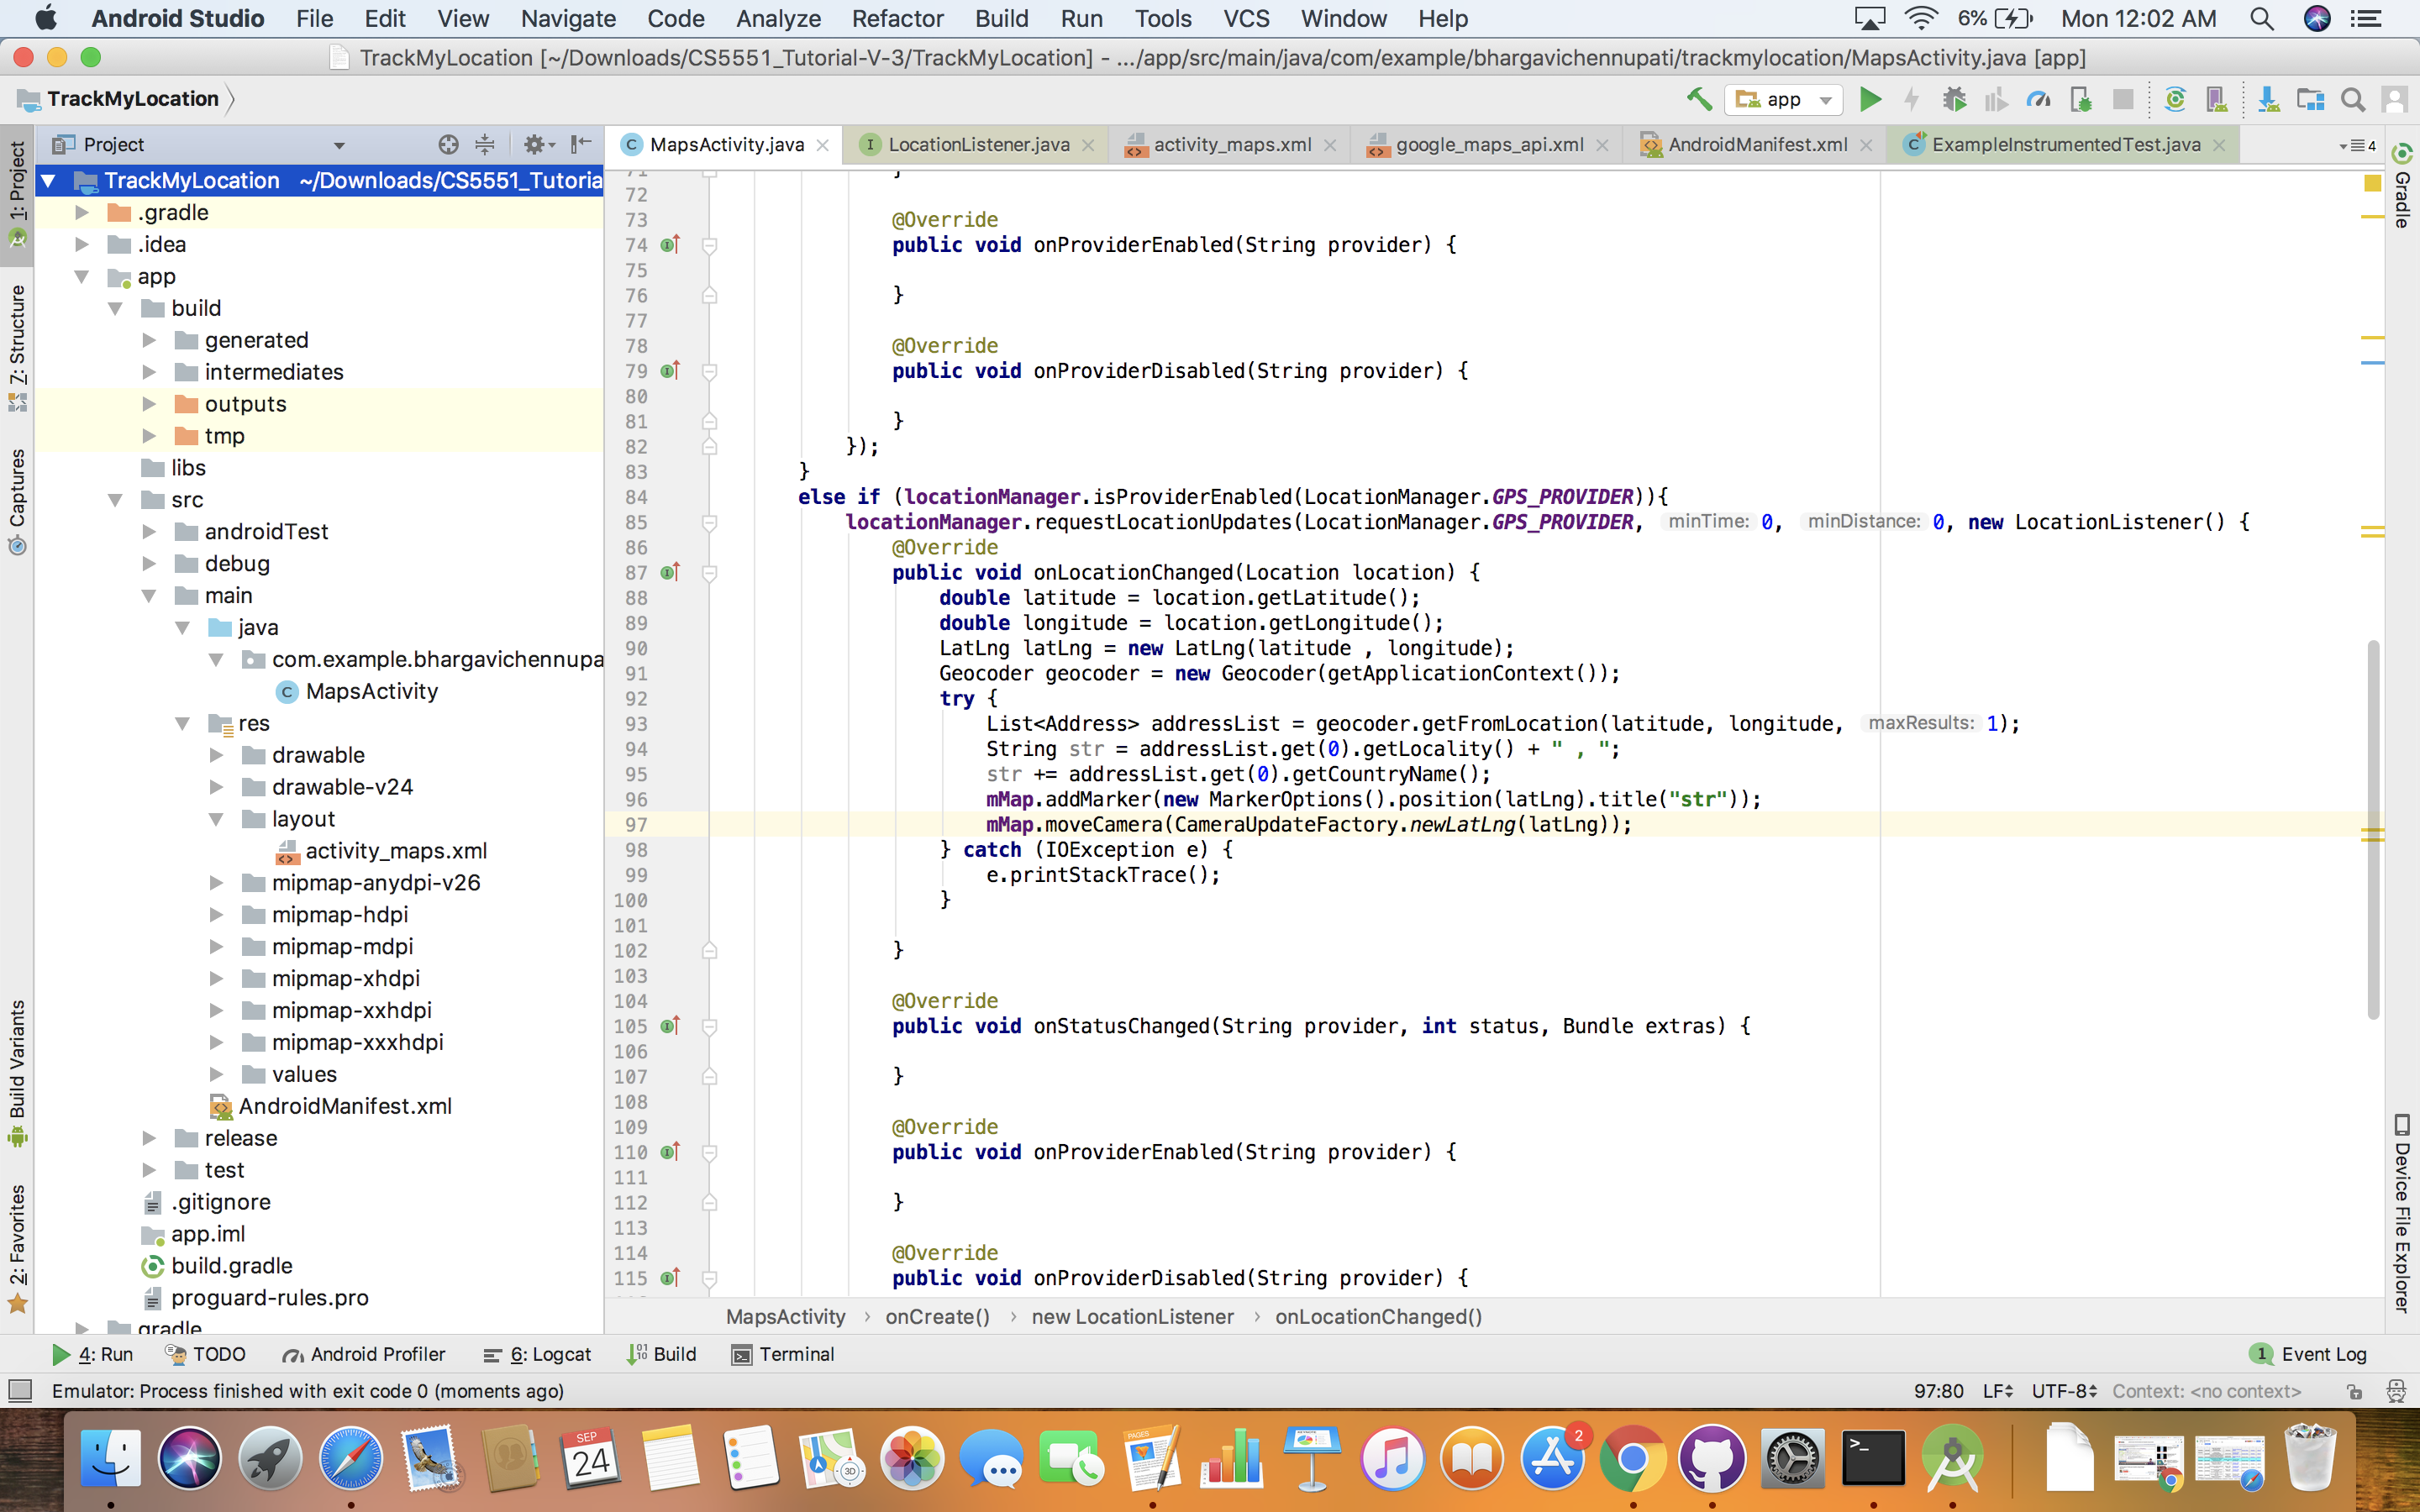 Android Studio File Edit View Navigate Code Analyze Refactor Build Run Tools VCS Window Help 6% Mon 12:02 AM
TrackMyLocation [~/Downloads/CS5551_Tutorial-V-3/TrackMyLocation] - .../app/src/main/java/com/example/bhargavichennupati/trackmylocation/MapsActivity.java [app]
TrackMyLocation app
Project MapsActivity.java LocationListener.java activity_maps.xml google_maps_api.xml AndroidManifest.xml ExampleInstrumentedTest.java 4
1: Project
Z: Structure
Captures
Build Variants
2: Favorites
TrackMyLocation ~/Downloads/CS5551_Tutoria
.gradle
.idea
app
build
generated
intermediates
outputs
tmp
libs
src
androidTest
debug
main
java
com.example.bhargavichennupa
MapsActivity
res
drawable
drawable-v24
layout
activity_maps.xml
mipmap-anydpi-v26
mipmap-hdpi
mipmap-mdpi
mipmap-xhdpi
mipmap-xxhdpi
mipmap-xxxhdpi
values
AndroidManifest.xml
release
test
.gitignore
app.iml
build.gradle
proguard-rules.pro
gradle
71 }
72
73 @Override
74 public void onProviderEnabled(String provider) {
75
76 }
77
78 @Override
79 public void onProviderDisabled(String provider) {
80
81 }
82 });
83 }
84 else if (locationManager.isProviderEnabled(LocationManager.GPS_PROVIDER)){
85 locationManager.requestLocationUpdates(LocationManager.GPS_PROVIDER, minTime: 0, minDistance: 0, new LocationListener() {
86 @Override
87 public void onLocationChanged(Location location) {
88 double latitude = location.getLatitude();
89 double longitude = location.getLongitude();
90 LatLng latLng = new LatLng(latitude , longitude);
91 Geocoder geocoder = new Geocoder(getApplicationContext());
92 try {
93 List<Address> addressList = geocoder.getFromLocation(latitude, longitude, maxResults: 1);
94 String str = addressList.get(0).getLocality() + " , ";
95 str += addressList.get(0).getCountryName();
96 mMap.addMarker(new MarkerOptions().position(latLng).title("str"));
97 mMap.moveCamera(CameraUpdateFactory.newLatLng(latLng));
98 } catch (IOException e) {
99 e.printStackTrace();
100 }
101
102 }
103
104 @Override
105 public void onStatusChanged(String provider, int status, Bundle extras) {
106
107 }
108
109 @Override
110 public void onProviderEnabled(String provider) {
111
112 }
113
114 @Override
115 public void onProviderDisabled(String provider) {
Gradle
Device File Explorer
MapsActivity › onCreate() › new LocationListener › onLocationChanged()
4: Run TODO Android Profiler 6: Logcat Build Terminal 1 Event Log
Emulator: Process finished with exit code 0 (moments ago) 97:80 LF UTF-8 Context: <no context>
SEP
24
3D
PAGES
2
>_